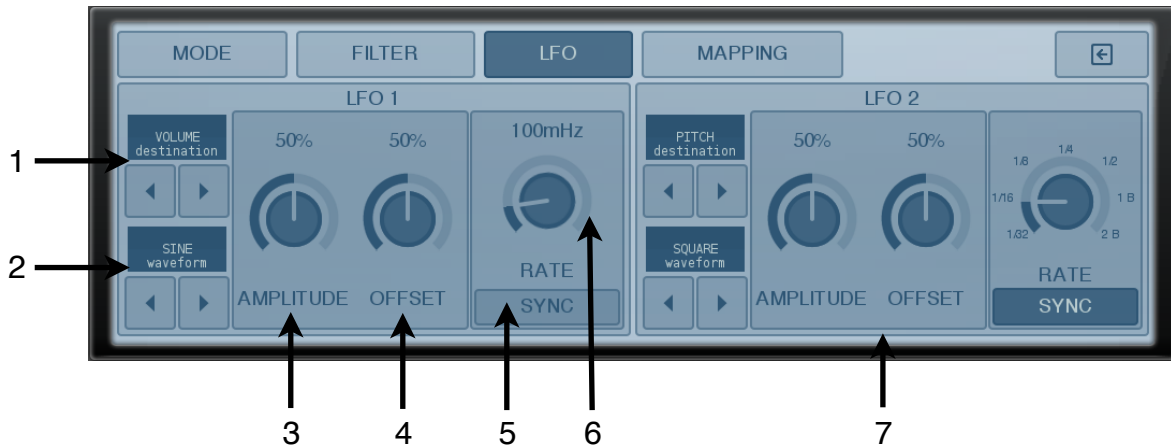 MODE
FILTER
LFO
MAPPING
LFO 1
LFO 2
VOLUME
destination
50%
50%
100mHz
PITCH
destination
50%
50%
1/32
1/16
1/8
1/4
1/2
1 B
2 B
SINE
waveform
AMPLITUDE
OFFSET
RATE
SYNC
SQUARE
waveform
AMPLITUDE
OFFSET
RATE
SYNC
1
2
3
4
5
6
7